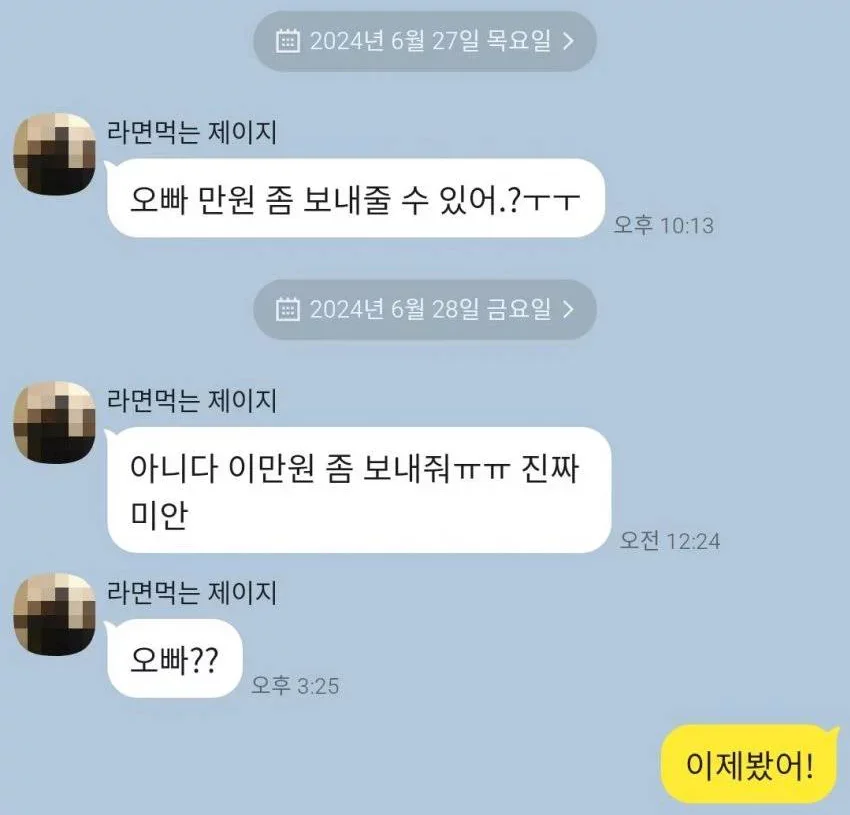 2024년 6월 27일 목요일
라면먹는 제이지
오빠 만원 좀 보내줄 수 있어.?ㅜㅜ
오후 10:13
2024년 6월 28일 금요일
라면먹는 제이지
아니다 이만원 좀 보내줘ㅠㅠ 진짜
미안
오전 12:24
라면먹는 제이지
오빠??
오후 3:25
이제봤어!